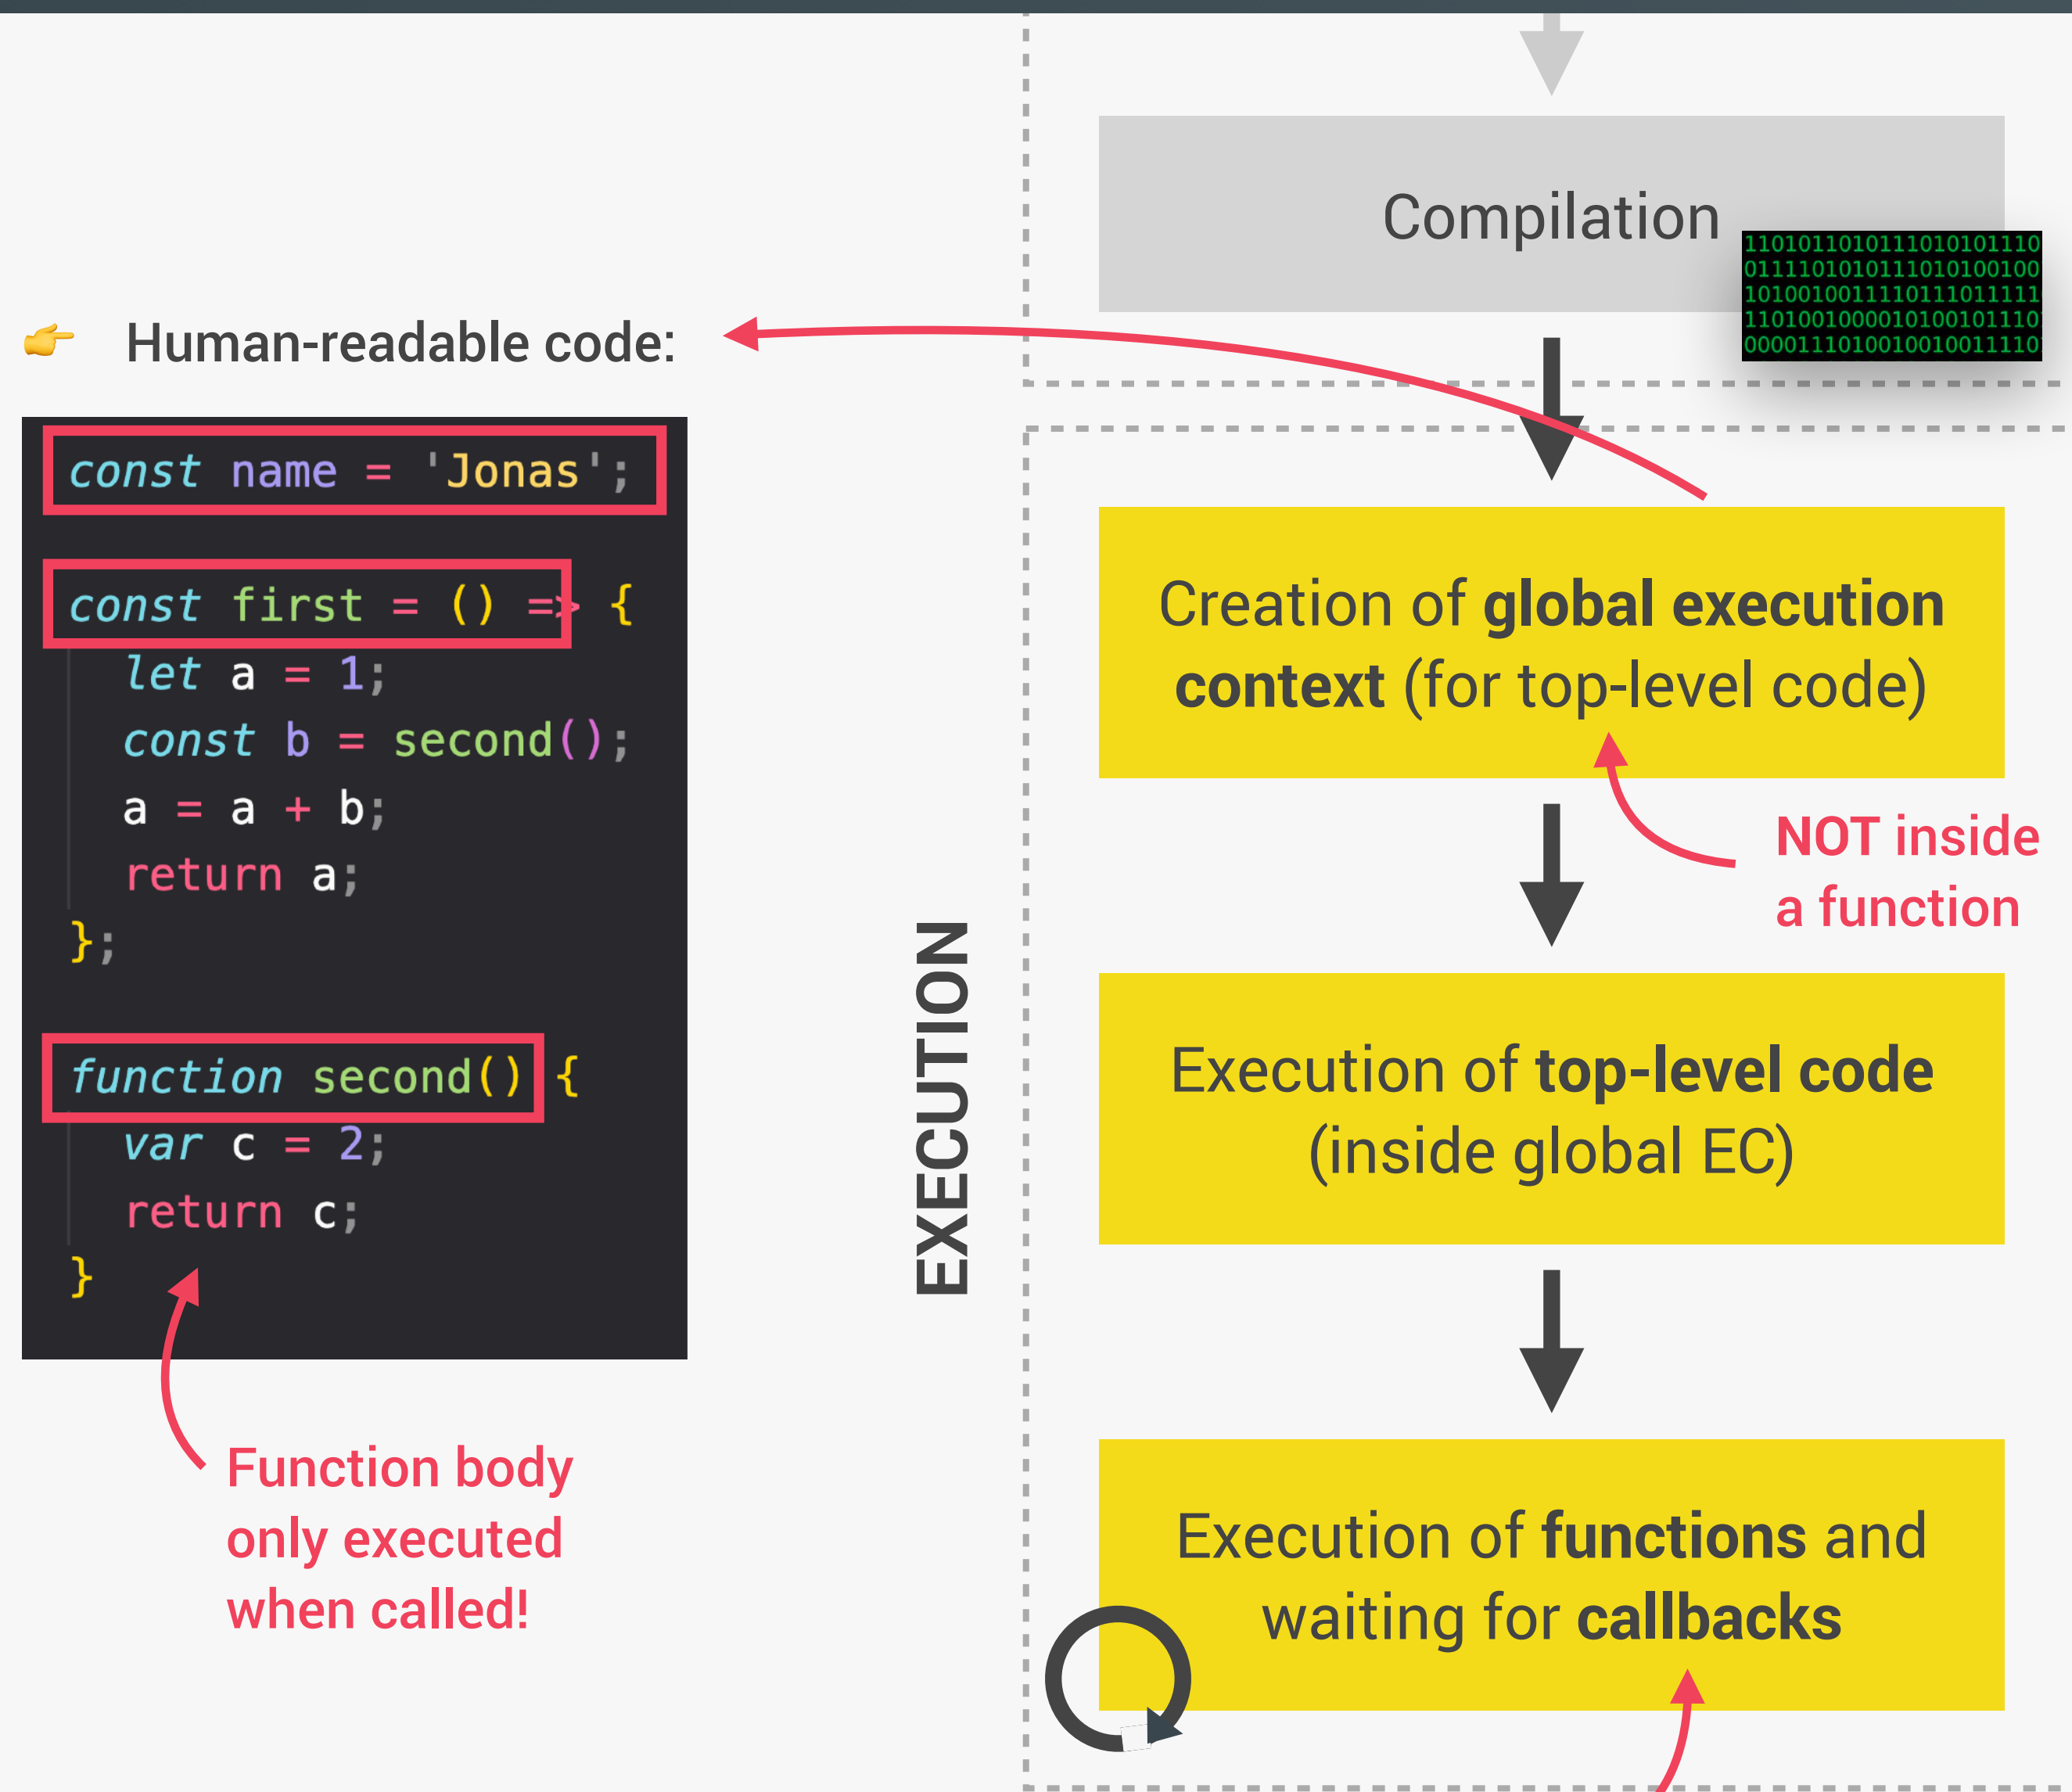 👉 Human-readable code:
const name = 'Jonas';
const first = () => {
let a = 1;
const b = second();
a = a + b;
return a;
};
function second() {
var c = 2;
return c;
}
Function body
only executed
when called!
EXECUTION
Compilation
1101011010111010101110
0111101010111010100100
1010010011110111011111
1101001000010100101110
0000111010010010011110
Creation of global execution
context (for top-level code)
NOT inside
a function
Execution of top-level code
(inside global EC)
Execution of functions and
waiting for callbacks